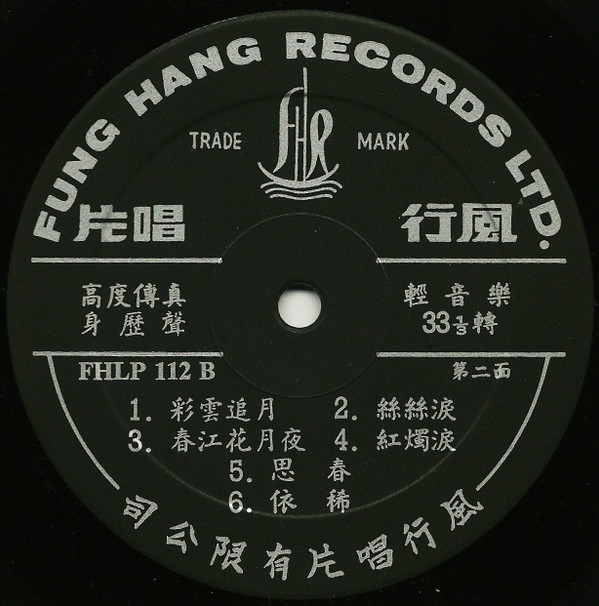 FUNG HANG RECORDS LTD.
TRADE FHR MARK
風行唱片
高度傳真
身歷聲
輕音樂
33⅓轉
FHLP 112 B
第二面
1. 彩雲追月 2. 絲絲淚
3. 春江花月夜 4. 紅燭淚
5. 思春
6. 依稀
風行唱片有限公司